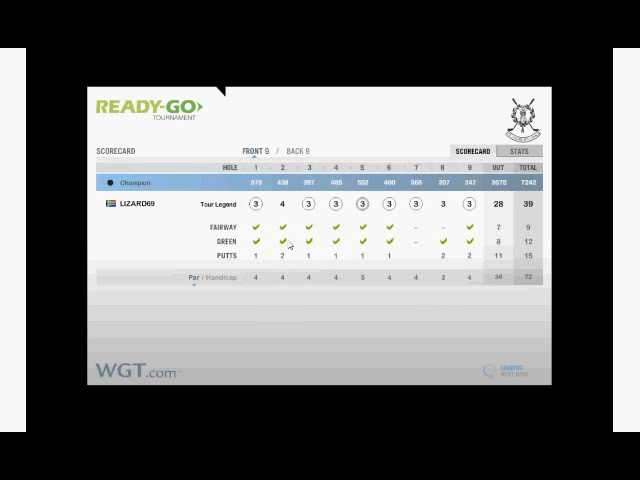 READY-GO
TOURNAMENT
SCORECARD FRONT 9 / BACK 9 SCORECARD STATS
HOLE 1 2 3 4 5 6 7 8 9 OUT TOTAL
Champion 375 438 397 465 552 400 368 207 347 7242
LIZARD69 Tour Legend 3 4 3 3 3 3 3 3 3 28 39
FAIRWAY – – 7 9
GREEN – 8 12
PUTTS 1 2 1 1 1 1 2 2 11 15
Par / Handicap 4 4 4 4 5 4 4 3 4 36 72
WGT.com
NEXT HOLE